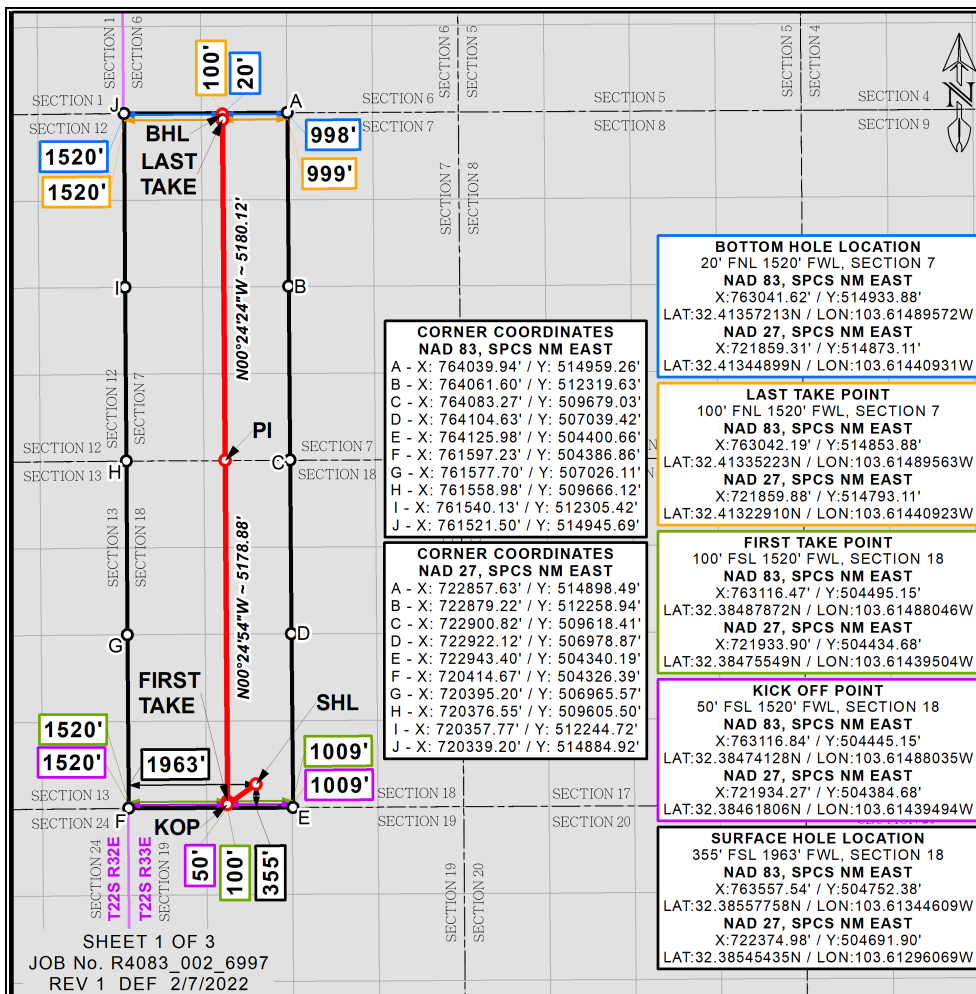 SECTION 1
SECTION 6
100'
20'
SECTION 6
SECTION 5
SECTION 5
SECTION 4
N
J
A
SECTION 1
SECTION 6
SECTION 5
SECTION 4
SECTION 12
SECTION 7
SECTION 8
SECTION 9
BHL
LAST
TAKE
1520'
1520'
998'
999'
SECTION 7
SECTION 8
N00°24'24"W ~ 5180.12'
I
B
SECTION 12
SECTION 7
PI
SECTION 12
SECTION 7
H
C
SECTION 13
SECTION 18
SECTION 13
SECTION 18
N00°24'54"W ~ 5178.88'
G
D
FIRST
TAKE
SHL
1520'
1520'
1963'
1009'
1009'
SECTION 13
SECTION 18
SECTION 17
F
E
SECTION 24
SECTION 19
SECTION 20
KOP
50'
100'
355'
SECTION 24
T22S R32E
T22S R33E
SECTION 19
SECTION 19
SECTION 20
SHEET 1 OF 3
JOB No. R4083_002_6997
REV 1 DEF 2/7/2022
CORNER COORDINATES
NAD 83, SPCS NM EAST
A - X: 764039.94' / Y: 514959.26'
B - X: 764061.60' / Y: 512319.63'
C - X: 764083.27' / Y: 509679.03'
D - X: 764104.63' / Y: 507039.42'
E - X: 764125.98' / Y: 504400.66'
F - X: 761597.23' / Y: 504386.86'
G - X: 761577.70' / Y: 507026.11'
H - X: 761558.98' / Y: 509666.12'
I - X: 761540.13' / Y: 512305.42'
J - X: 761521.50' / Y: 514945.69'
CORNER COORDINATES
NAD 27, SPCS NM EAST
A - X: 722857.63' / Y: 514898.49'
B - X: 722879.22' / Y: 512258.94'
C - X: 722900.82' / Y: 509618.41'
D - X: 722922.12' / Y: 506978.87'
E - X: 722943.40' / Y: 504340.19'
F - X: 720414.67' / Y: 504326.39'
G - X: 720395.20' / Y: 506965.57'
H - X: 720376.55' / Y: 509605.50'
I - X: 720357.77' / Y: 512244.72'
J - X: 720339.20' / Y: 514884.92'
BOTTOM HOLE LOCATION
20' FNL 1520' FWL, SECTION 7
NAD 83, SPCS NM EAST
X:763041.62' / Y:514933.88'
LAT:32.41357213N / LON:103.61489572W
NAD 27, SPCS NM EAST
X:721859.31' / Y:514873.11'
LAT:32.41344899N / LON:103.61440931W
LAST TAKE POINT
100' FNL 1520' FWL, SECTION 7
NAD 83, SPCS NM EAST
X:763042.19' / Y:514853.88'
LAT:32.41335223N / LON:103.61489563W
NAD 27, SPCS NM EAST
X:721859.88' / Y:514793.11'
LAT:32.41322910N / LON:103.61440923W
FIRST TAKE POINT
100' FSL 1520' FWL, SECTION 18
NAD 83, SPCS NM EAST
X:763116.47' / Y:504495.15'
LAT:32.38487872N / LON:103.61488046W
NAD 27, SPCS NM EAST
X:721933.90' / Y:504434.68'
LAT:32.38475549N / LON:103.61439504W
KICK OFF POINT
50' FSL 1520' FWL, SECTION 18
NAD 83, SPCS NM EAST
X:763116.84' / Y:504445.15'
LAT:32.38474128N / LON:103.61488035W
NAD 27, SPCS NM EAST
X:721934.27' / Y:504384.68'
LAT:32.38461806N / LON:103.61439494W
SURFACE HOLE LOCATION
355' FSL 1963' FWL, SECTION 18
NAD 83, SPCS NM EAST
X:763557.54' / Y:504752.38'
LAT:32.38557758N / LON:103.61344609W
NAD 27, SPCS NM EAST
X:722374.98' / Y:504691.90'
LAT:32.38545435N / LON:103.61296069W